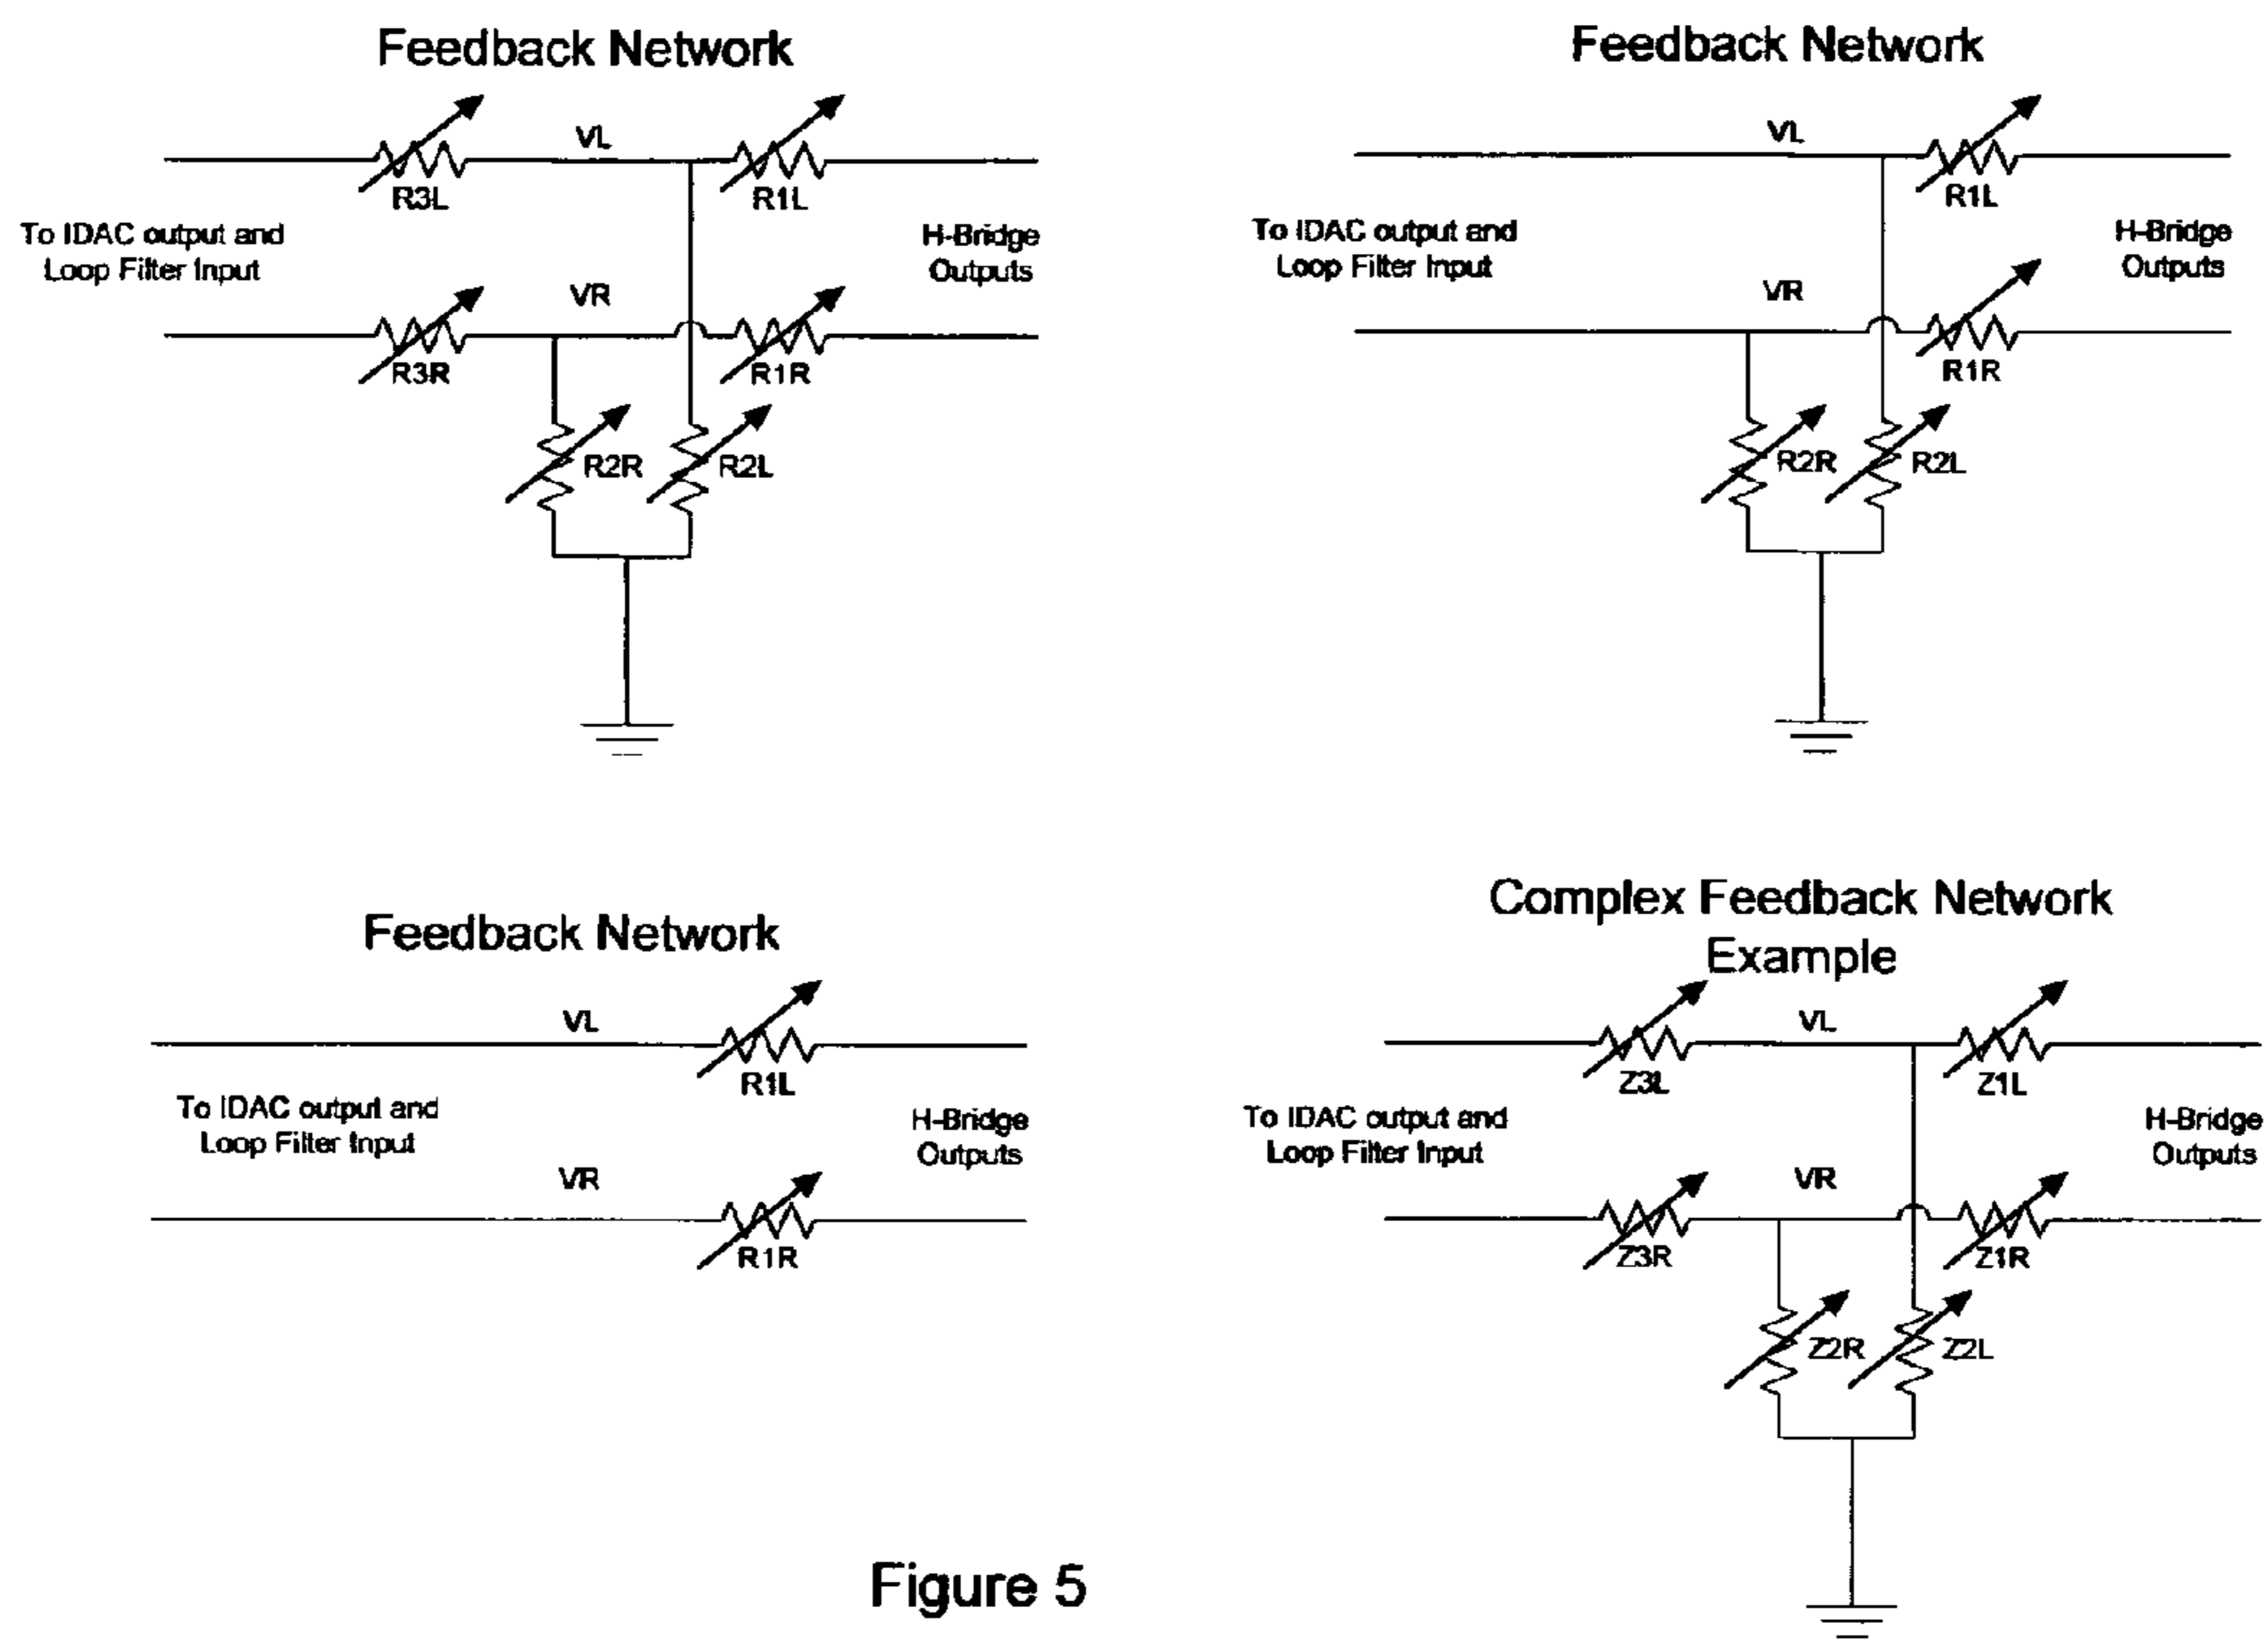 Feedback Network
VL
R3L
R1L
To IDAC output and
Loop Filter Input
H-Bridge
Outputs
VR
R3R
R1R
R2R
R2L
Feedback Network
VL
R1L
To IDAC output and
Loop Filter Input
H-Bridge
Outputs
VR
R1R
R2R
R2L
Feedback Network
VL
R1L
To IDAC output and
Loop Filter Input
H-Bridge
Outputs
VR
R1R
Complex Feedback Network
Example
VL
Z3L
Z1L
To IDAC output and
Loop Filter Input
H-Bridge
Outputs
VR
Z3R
Z1R
Z2R
Z2L
Figure 5